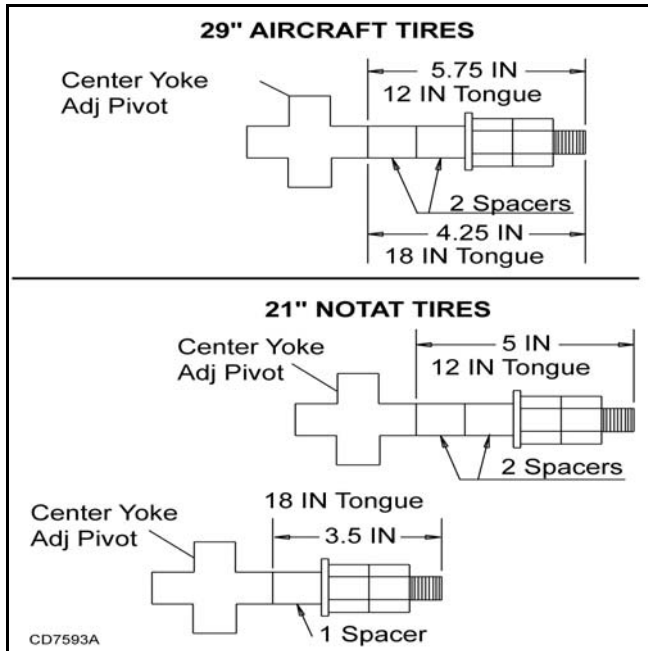 29" AIRCRAFT TIRES
Center Yoke
Adj Pivot
5.75 IN
12 IN Tongue
2 Spacers
4.25 IN
18 IN Tongue
21" NOTAT TIRES
Center Yoke
Adj Pivot
5 IN
12 IN Tongue
2 Spacers
18 IN Tongue
3.5 IN
Center Yoke
Adj Pivot
1 Spacer
CD7593A